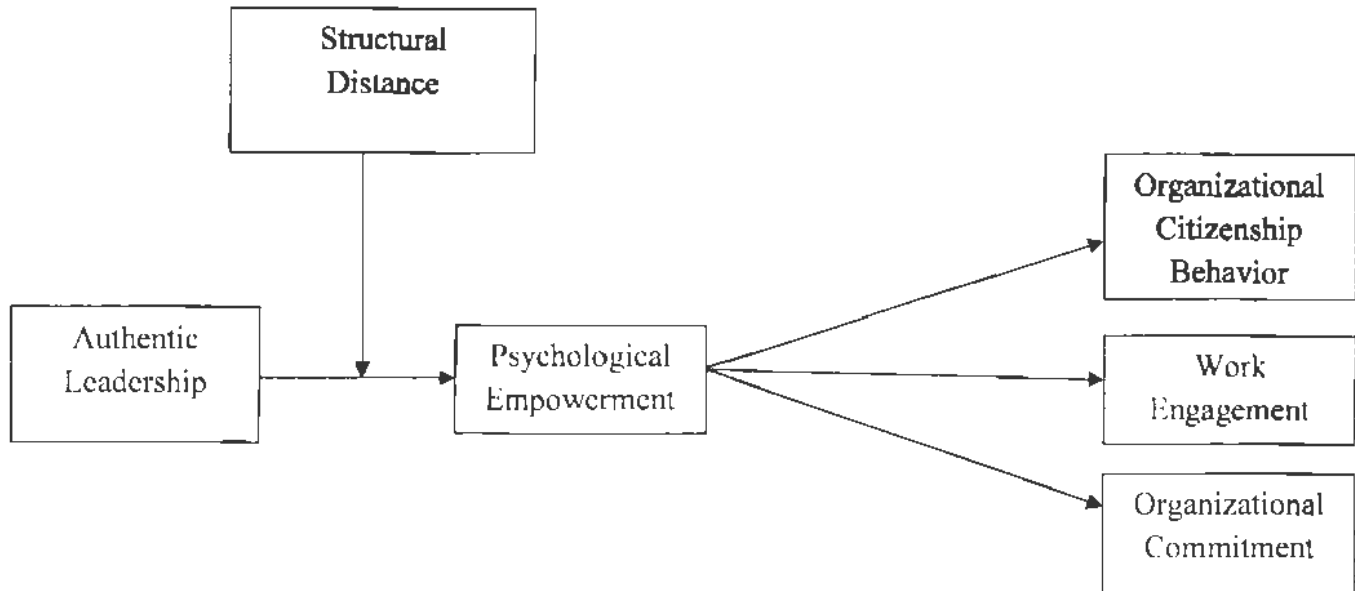 Structural
Distance
Organizational
Citizenship
Behavior
Authentic
Leadership
Psychological
Empowerment
Work
Engagement
Organizational
Commitment